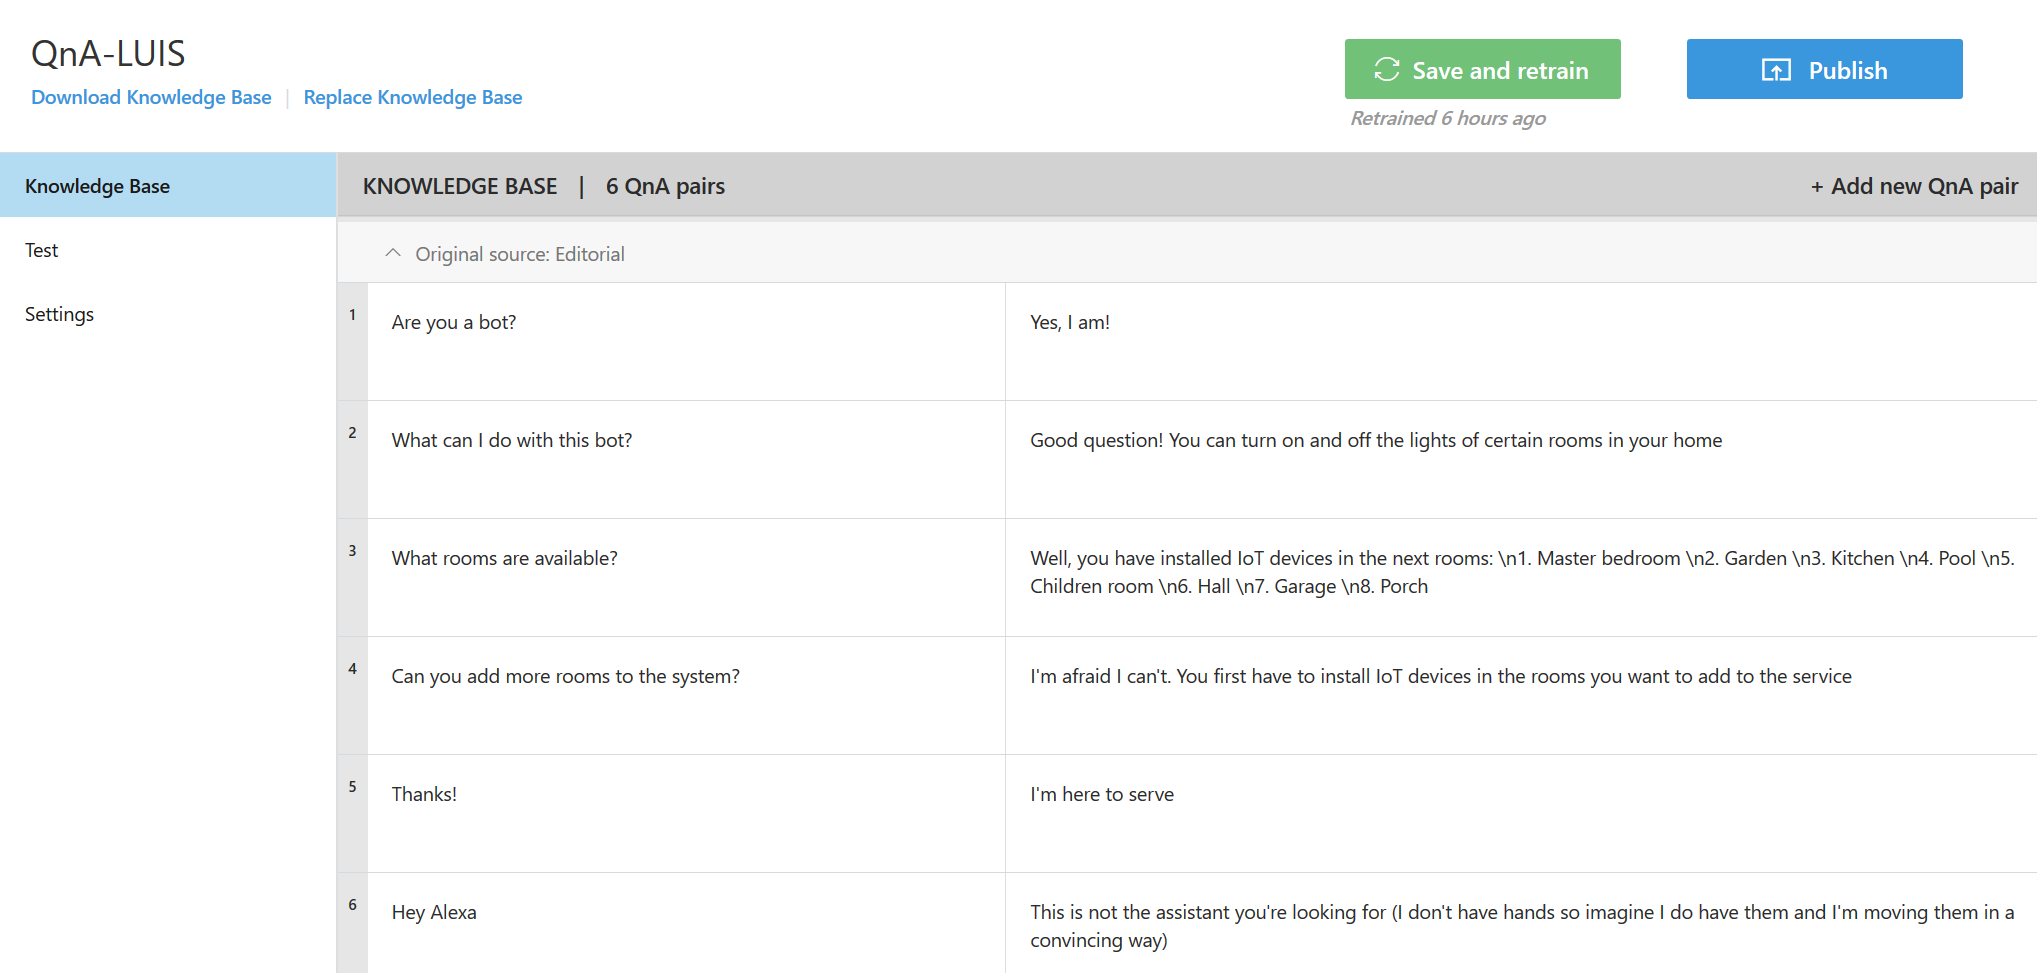 QnA-LUIS
Download Knowledge Base | Replace Knowledge Base
Save and retrain
Retrained 6 hours ago
Publish
Knowledge Base
Test
Settings
KNOWLEDGE BASE | 6 QnA pairs
+ Add new QnA pair
Original source: Editorial
1
Are you a bot?
Yes, I am!
2
What can I do with this bot?
Good question! You can turn on and off the lights of certain rooms in your home
3
What rooms are available?
Well, you have installed IoT devices in the next rooms: \n1. Master bedroom \n2. Garden \n3. Kitchen \n4. Pool \n5.
Children room \n6. Hall \n7. Garage \n8. Porch
4
Can you add more rooms to the system?
I'm afraid I can't. You first have to install IoT devices in the rooms you want to add to the service
5
Thanks!
I'm here to serve
6
Hey Alexa
This is not the assistant you're looking for (I don't have hands so imagine I do have them and I'm moving them in a
convincing way)